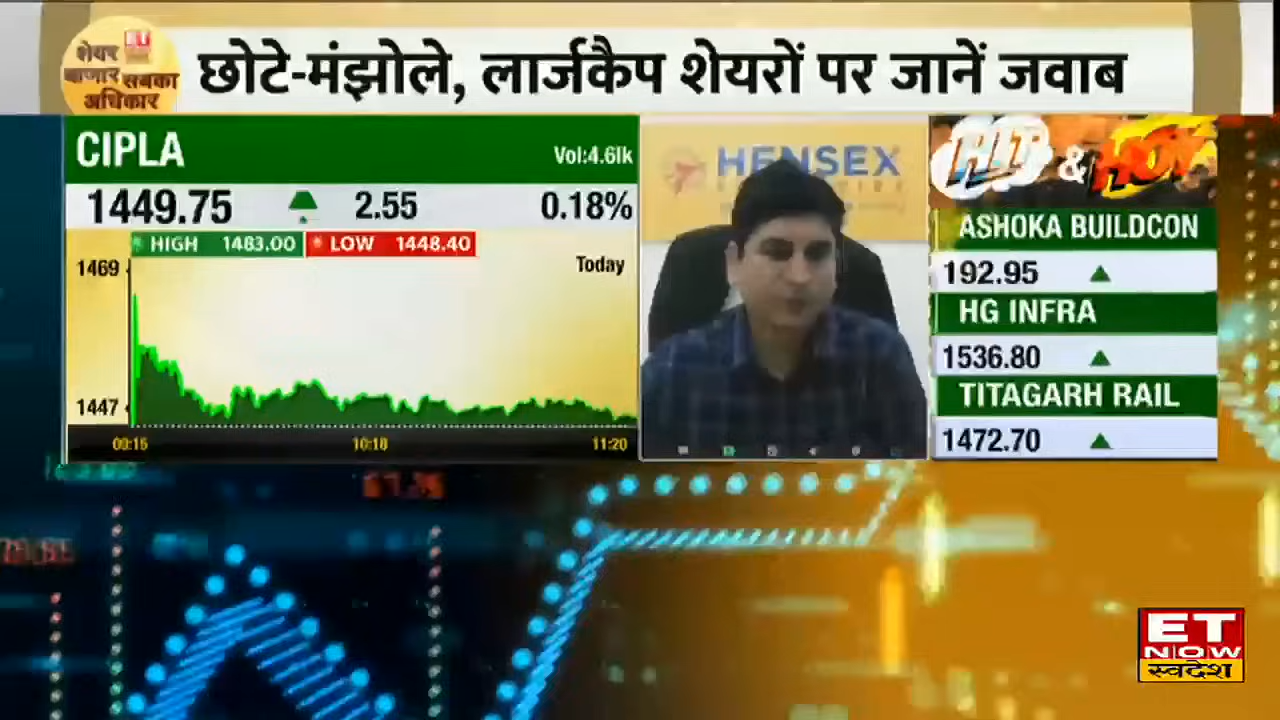 शेयर ET
बाजार सबका
अधिकार
छोटे-मंझोले, लार्जकैप शेयरों पर जानें जवाब
CIPLA
Vol:4.6lk
1449.75 2.55 0.18%
HIGH 1483.00 LOW 1448.40
1469
Today
1447
09:15 10:18 11:20
HENSEX
HIT & HOT
ASHOKA BUILDCON
192.95
HG INFRA
1536.80
TITAGARH RAIL
1472.70
ET
NOW
स्वदेश